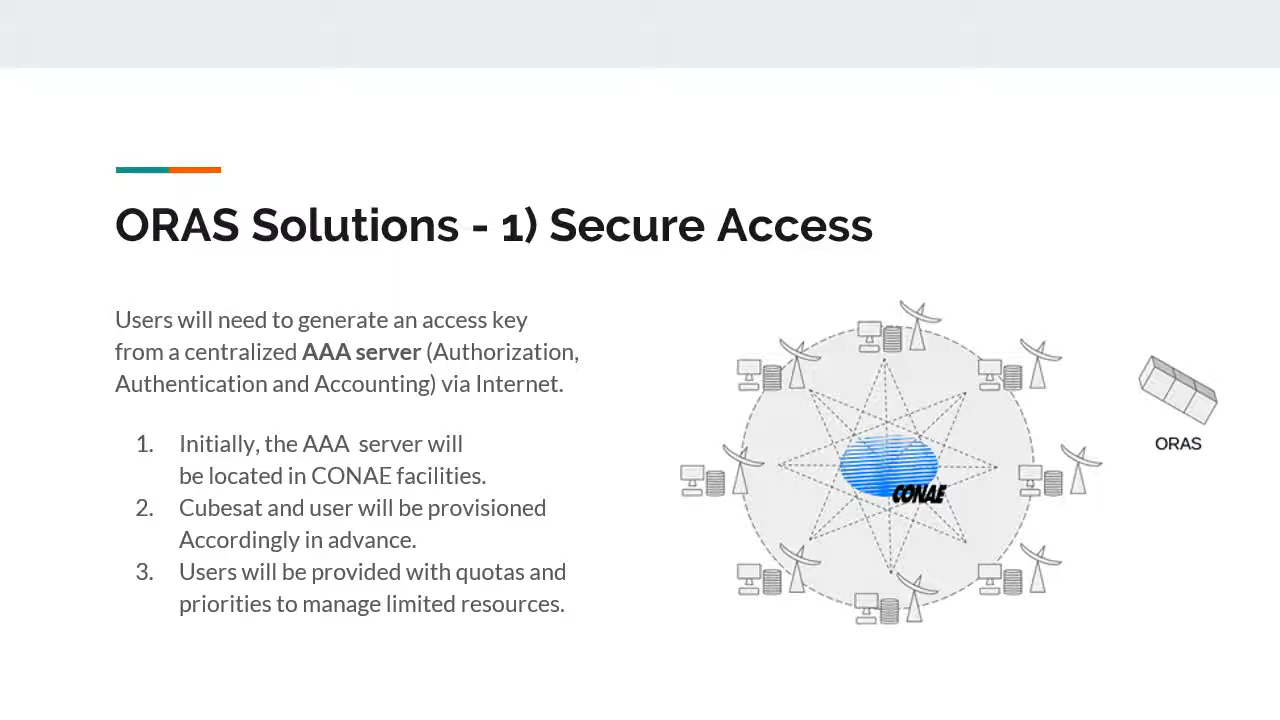 ORAS Solutions - 1) Secure Access
Users will need to generate an access key
from a centralized AAA server (Authorization,
Authentication and Accounting) via Internet.
1. Initially, the AAA server will
be located in CONAE facilities.
2. Cubesat and user will be provisioned
Accordingly in advance.
3. Users will be provided with quotas and
priorities to manage limited resources.
CONAE
ORAS